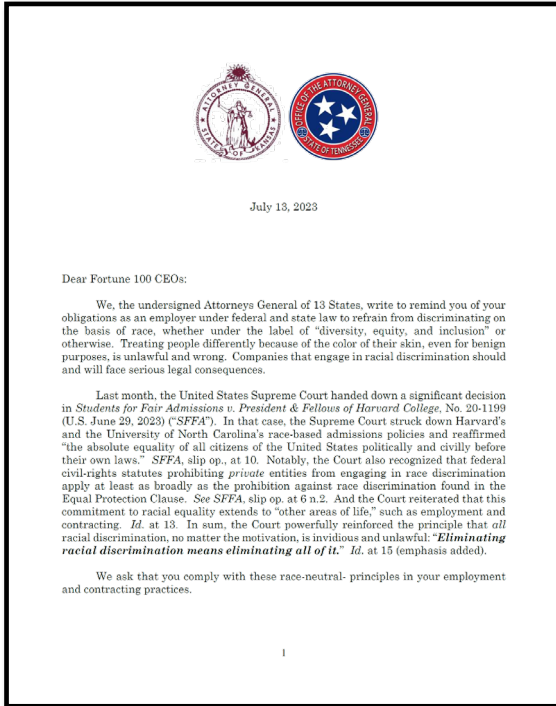 ATTORNEY GENERAL
STATE OF KANSAS
OFFICE OF THE ATTORNEY GENERAL
STATE OF TENNESSEE
July 13, 2023
Dear Fortune 100 CEOs:
We, the undersigned Attorneys General of 13 States, write to remind you of your
obligations as an employer under federal and state law to refrain from discriminating on
the basis of race, whether under the label of “diversity, equity, and inclusion” or
otherwise. Treating people differently because of the color of their skin, even for benign
purposes, is unlawful and wrong. Companies that engage in racial discrimination should
and will face serious legal consequences.
Last month, the United States Supreme Court handed down a significant decision
in Students for Fair Admissions v. President & Fellows of Harvard College, No. 20-1199
(U.S. June 29, 2023) (“SFFA”). In that case, the Supreme Court struck down Harvard’s
and the University of North Carolina’s race-based admissions policies and reaffirmed
“the absolute equality of all citizens of the United States politically and civilly before
their own laws.” SFFA, slip op., at 10. Notably, the Court also recognized that federal
civil-rights statutes prohibiting private entities from engaging in race discrimination
apply at least as broadly as the prohibition against race discrimination found in the
Equal Protection Clause. See SFFA, slip op. at 6 n.2. And the Court reiterated that this
commitment to racial equality extends to “other areas of life,” such as employment and
contracting. Id. at 13. In sum, the Court powerfully reinforced the principle that all
racial discrimination, no matter the motivation, is invidious and unlawful: “Eliminating
racial discrimination means eliminating all of it.” Id. at 15 (emphasis added).
We ask that you comply with these race-neutral- principles in your employment
and contracting practices.
1